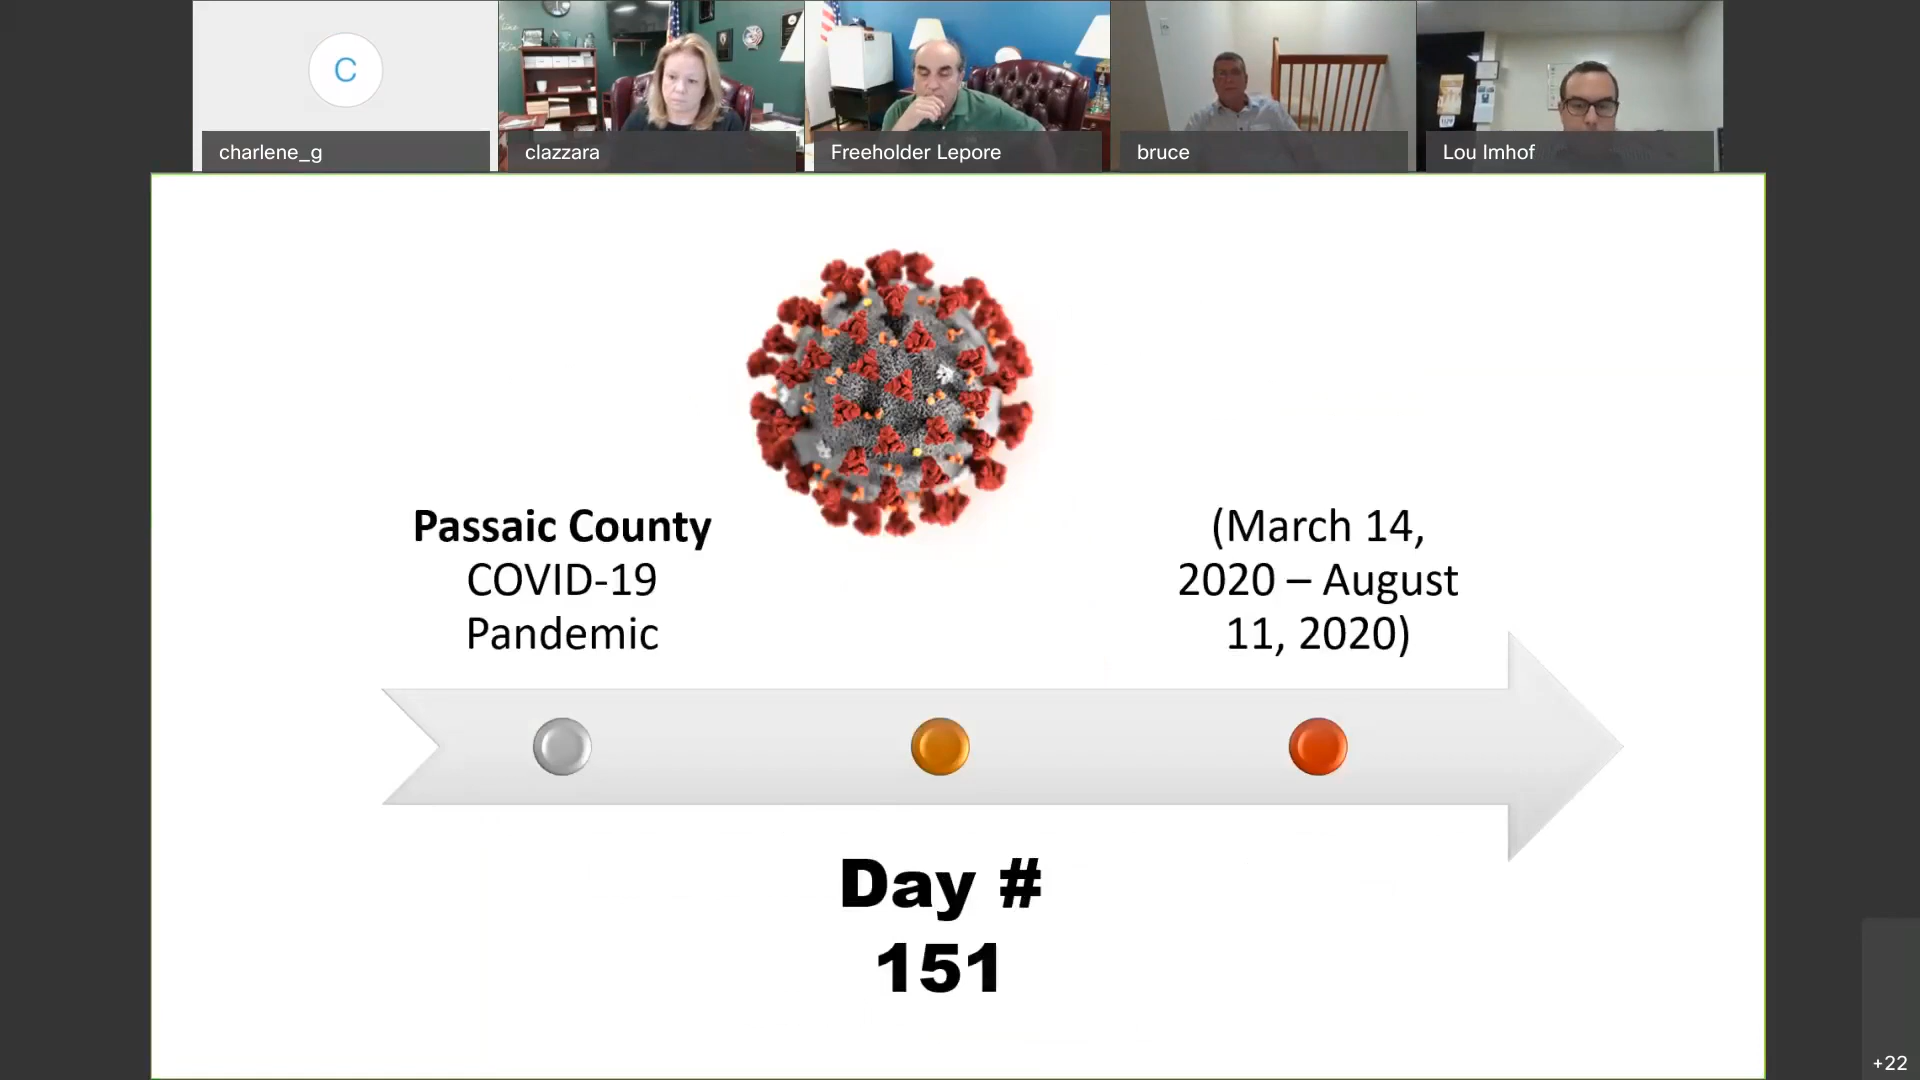 C
charlene_g
clazzara
Freeholder Lepore
bruce
Lou Imhof
Passaic County
COVID-19
Pandemic
(March 14,
2020 – August
11, 2020)
Day #
151
+22